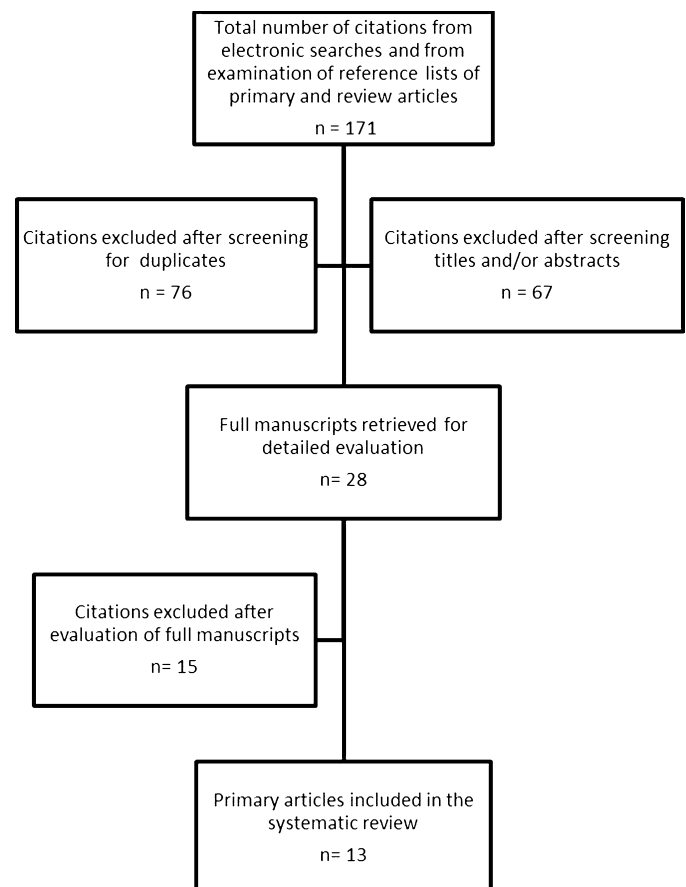 Total number of citations from
electronic searches and from
examination of reference lists of
primary and review articles
n = 171
Citations excluded after screening
for duplicates
n = 76
Citations excluded after screening
titles and/or abstracts
n = 67
Full manuscripts retrieved for
detailed evaluation
n= 28
Citations excluded after
evaluation of full manuscripts
n= 15
Primary articles included in the
systematic review
n= 13